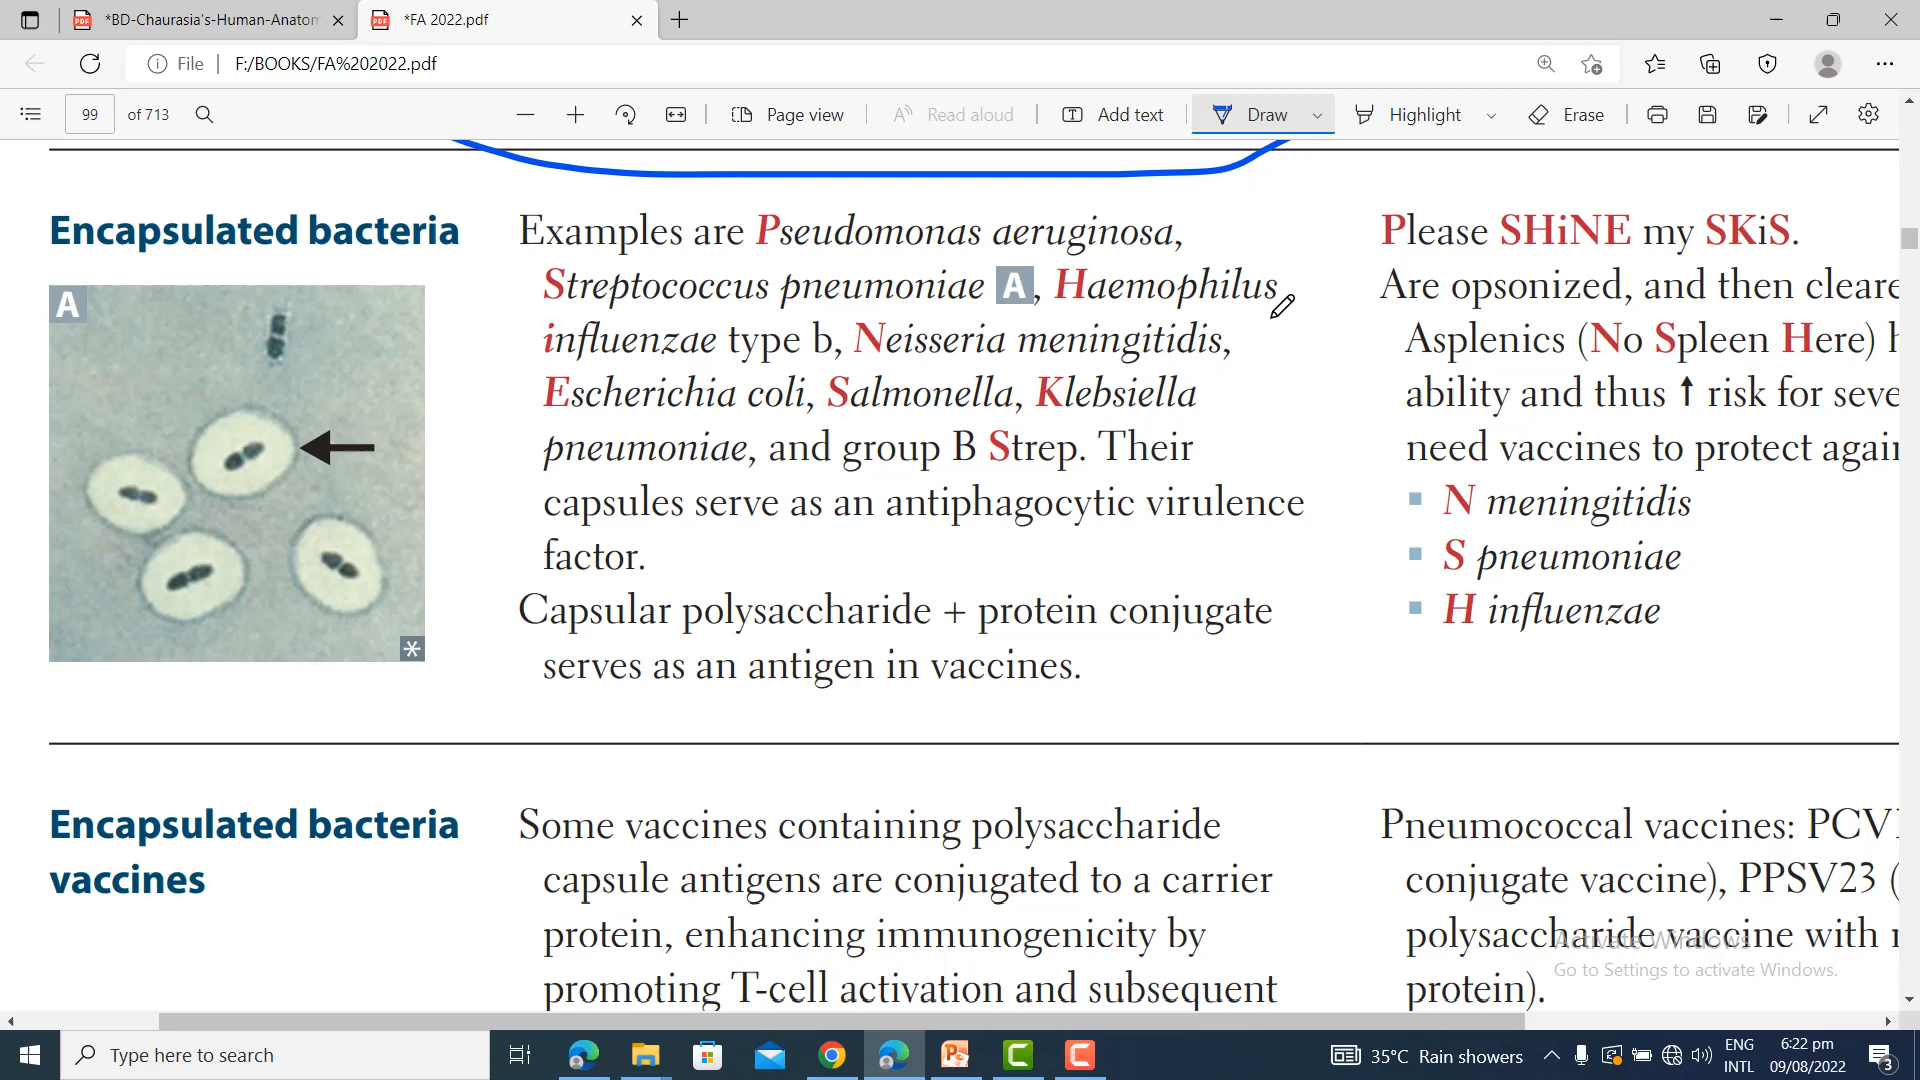 *BD-Chaurasia's-Human-Anatom
*FA 2022.pdf
File
F:/BOOKS/FA%202022.pdf
99 of 713
Page view
Read aloud
Add text
Draw
Highlight
Erase
Encapsulated bacteria
A
*
Examples are Pseudomonas aeruginosa,
Streptococcus pneumoniae A, Haemophilus
influenzae type b, Neisseria meningitidis,
Escherichia coli, Salmonella, Klebsiella
pneumoniae, and group B Strep. Their
capsules serve as an antiphagocytic virulence
factor.
Capsular polysaccharide + protein conjugate
serves as an antigen in vaccines.
Please SHiNE my SKiS.
Are opsonized, and then cleare
Asplenics (No Spleen Here) h
ability and thus ↑ risk for seve
need vaccines to protect again
N meningitidis
S pneumoniae
H influenzae
Encapsulated bacteria
vaccines
Some vaccines containing polysaccharide
capsule antigens are conjugated to a carrier
protein, enhancing immunogenicity by
promoting T-cell activation and subsequent
Pneumococcal vaccines: PCV1
conjugate vaccine), PPSV23 (
polysaccharide vaccine with n
protein).
Activate Windows
Go to Settings to activate Windows.
Type here to search
35°C Rain showers
ENG
INTL
6:22 pm
09/08/2022
3